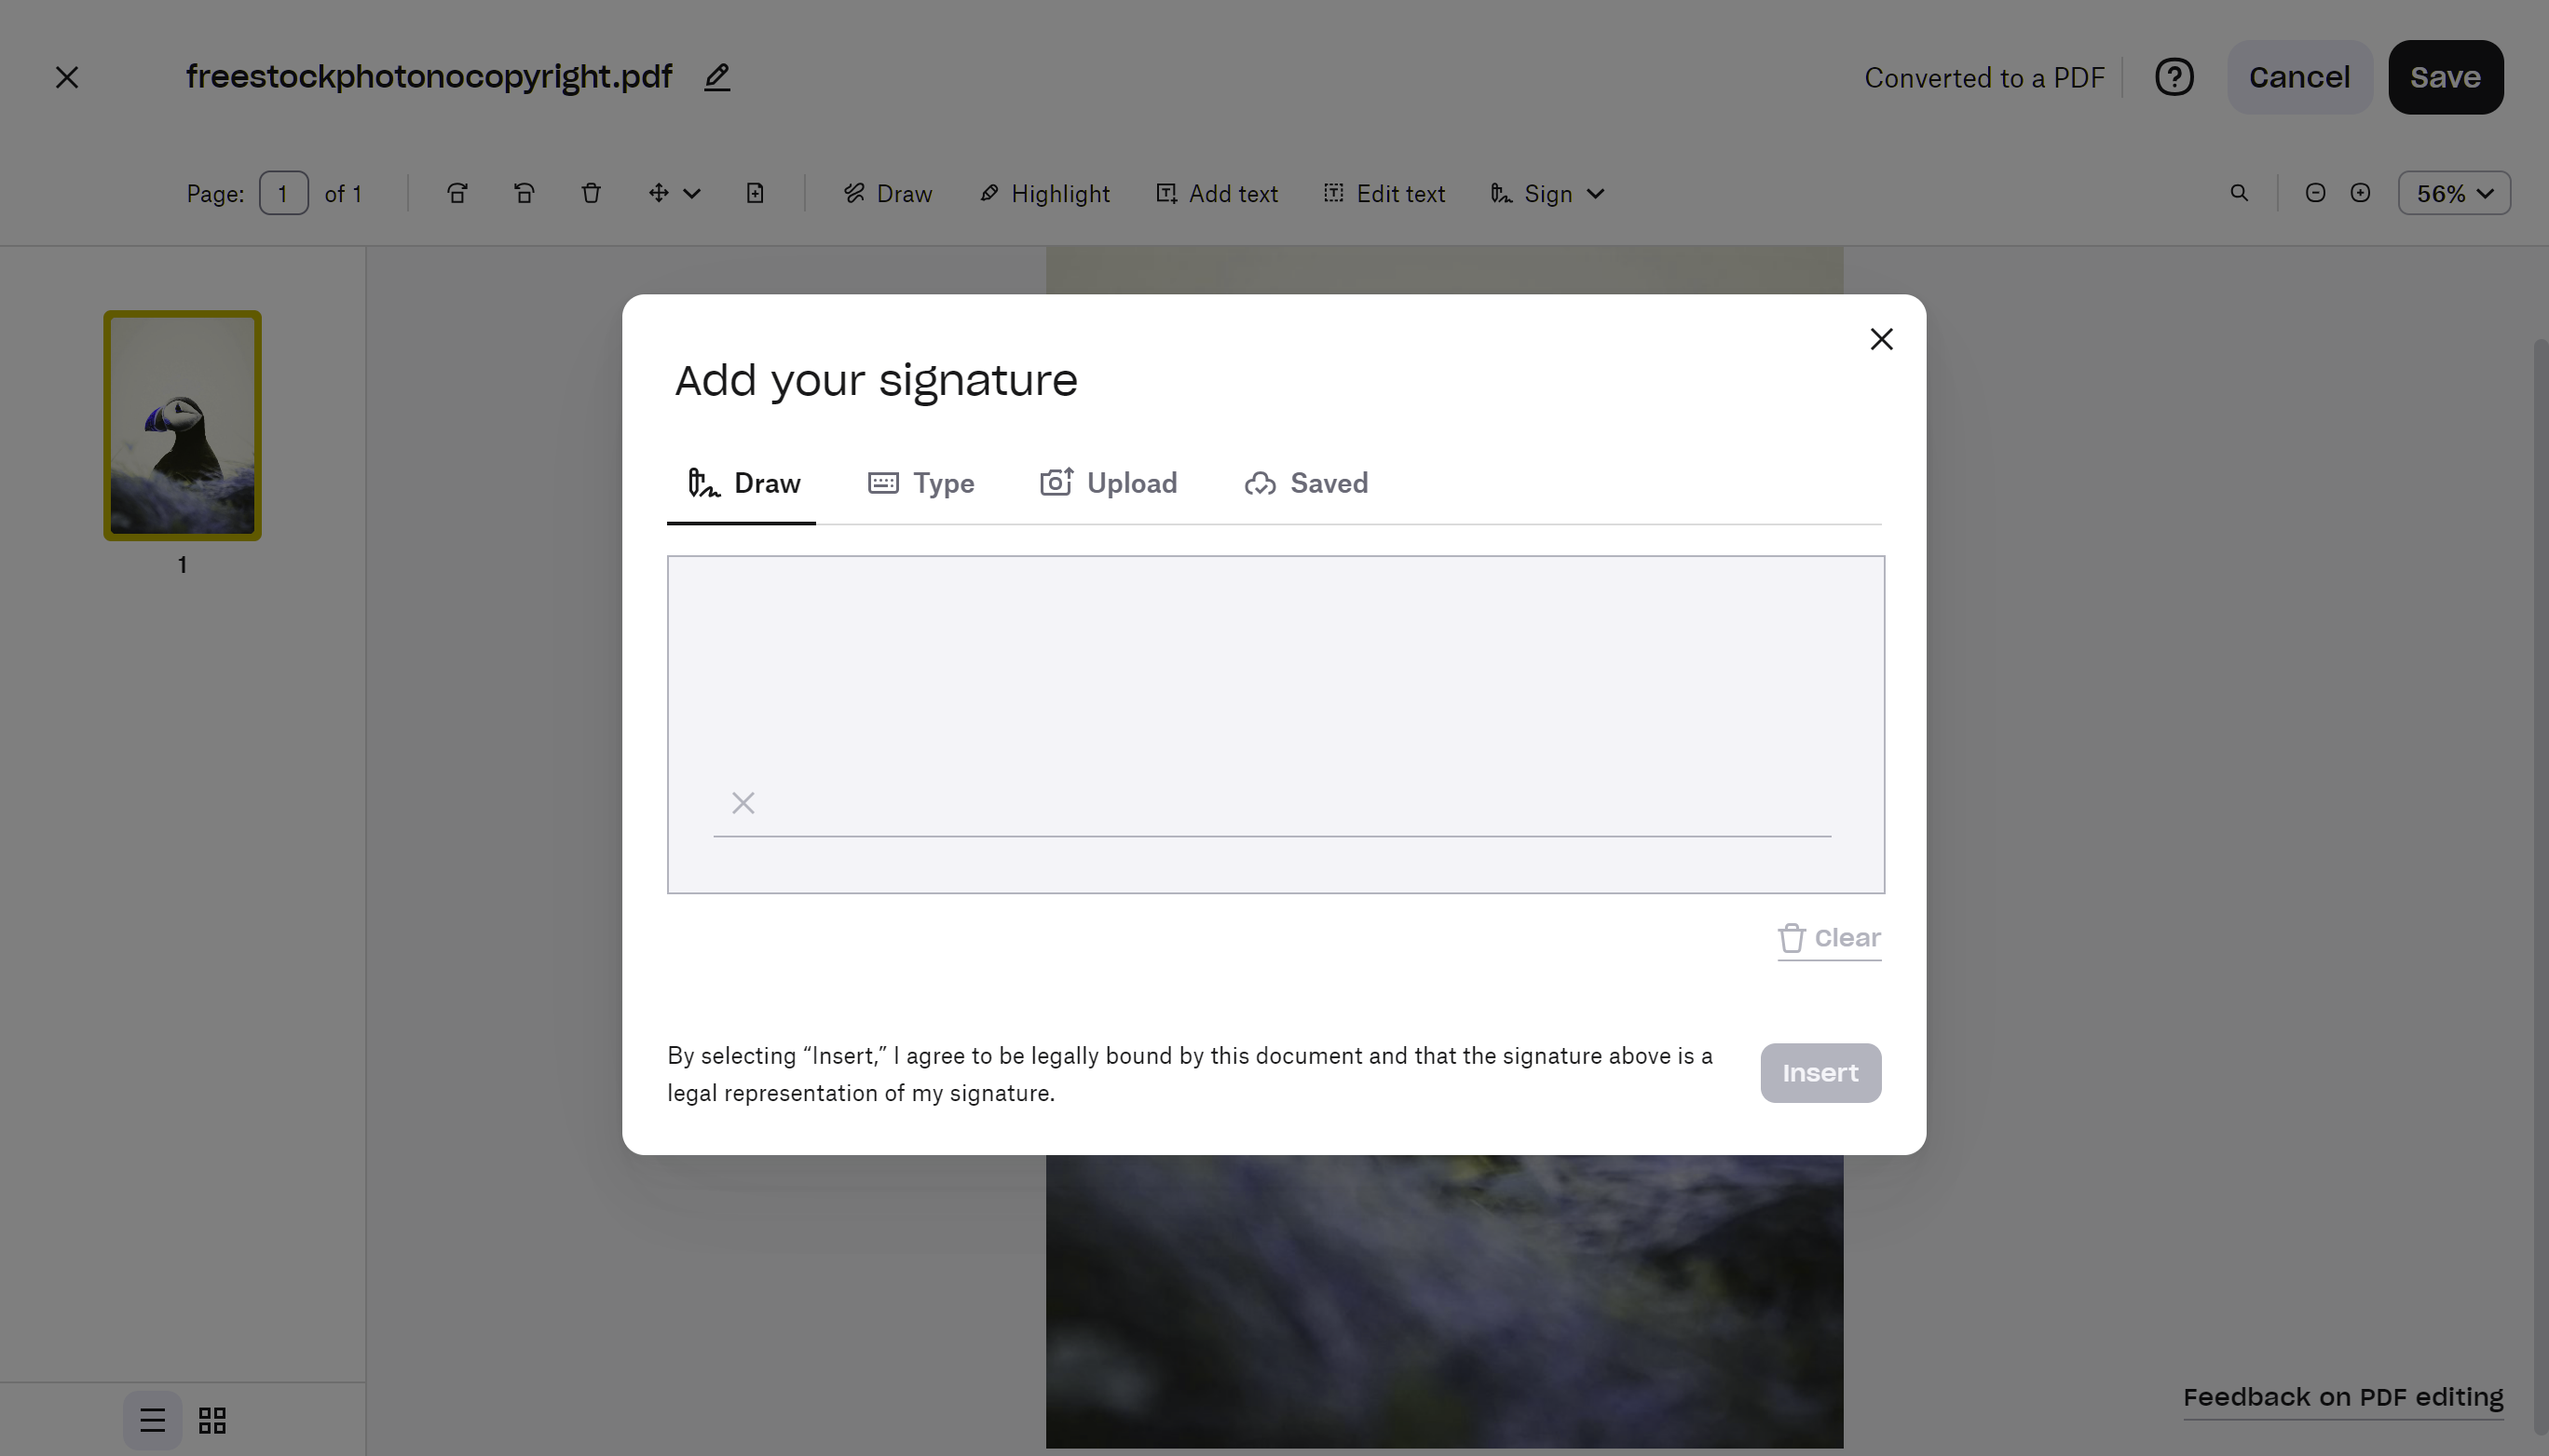 freestockphotonocopyright.pdf
Converted to a PDF
Cancel
Save
Page: 1 of 1
Draw
Highlight
Add text
Edit text
Sign
56%
1
Add your signature
Draw
Type
Upload
Saved
Clear
By selecting “Insert,” I agree to be legally bound by this document and that the signature above is a
legal representation of my signature.
Insert
Feedback on PDF editing